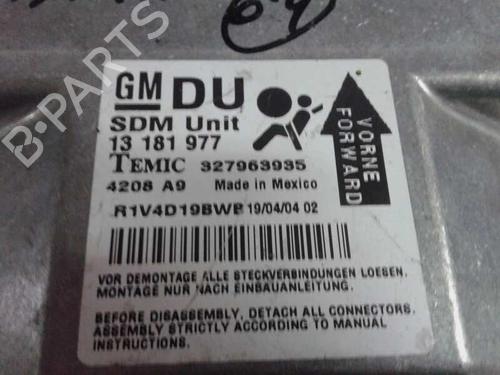 GM DU
SDM Unit
13 181 977
TEMIC 327963935
4208 A9 Made in Mexico
R1V4D19BWB 19/04/04 02
VORNE
FORWARD
VOR DEMONTAGE ALLE STECKVERBINDUNGEN LOESEN.
MONTAGE NUR NACH EINBAUANLEITUNG.
BEFORE DISASSEMBLY, DETACH ALL CONNECTORS.
ASSEMBLY STRICTLY ACCORDING TO MANUAL
INSTRUCTIONS.
B-PARTS